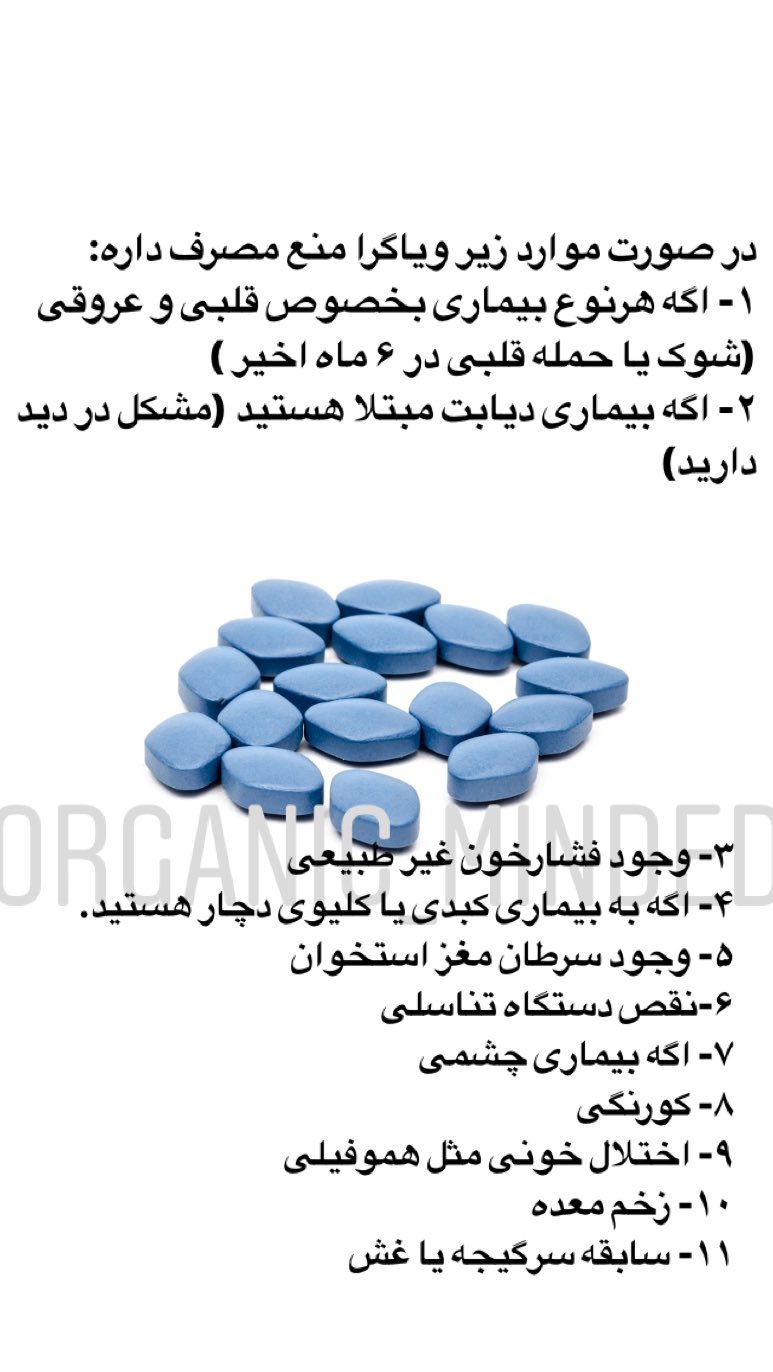 در صورت موارد زیر ویاگرا منع مصرف داره:
۱- اگه هرنوع بیماری بخصوص قلبی و عروقی
(شوک یا حمله قلبی در ۶ ماه اخیر )
۲- اگه بیماری دیابت مبتلا هستید (مشکل در دید
دارید)
ORGANIC_MINDED
۳- وجود فشارخون غیر طبیعی
۴- اگه به بیماری کبدی یا کلیوی دچار هستید.
۵- وجود سرطان مغز استخوان
۶-نقص دستگاه تناسلی
۷- اگه بیماری چشمی
۸- کورنگی
۹- اختلال خونی مثل هموفیلی
۱۰- زخم معده
۱۱- سابقه سرگیجه یا غش